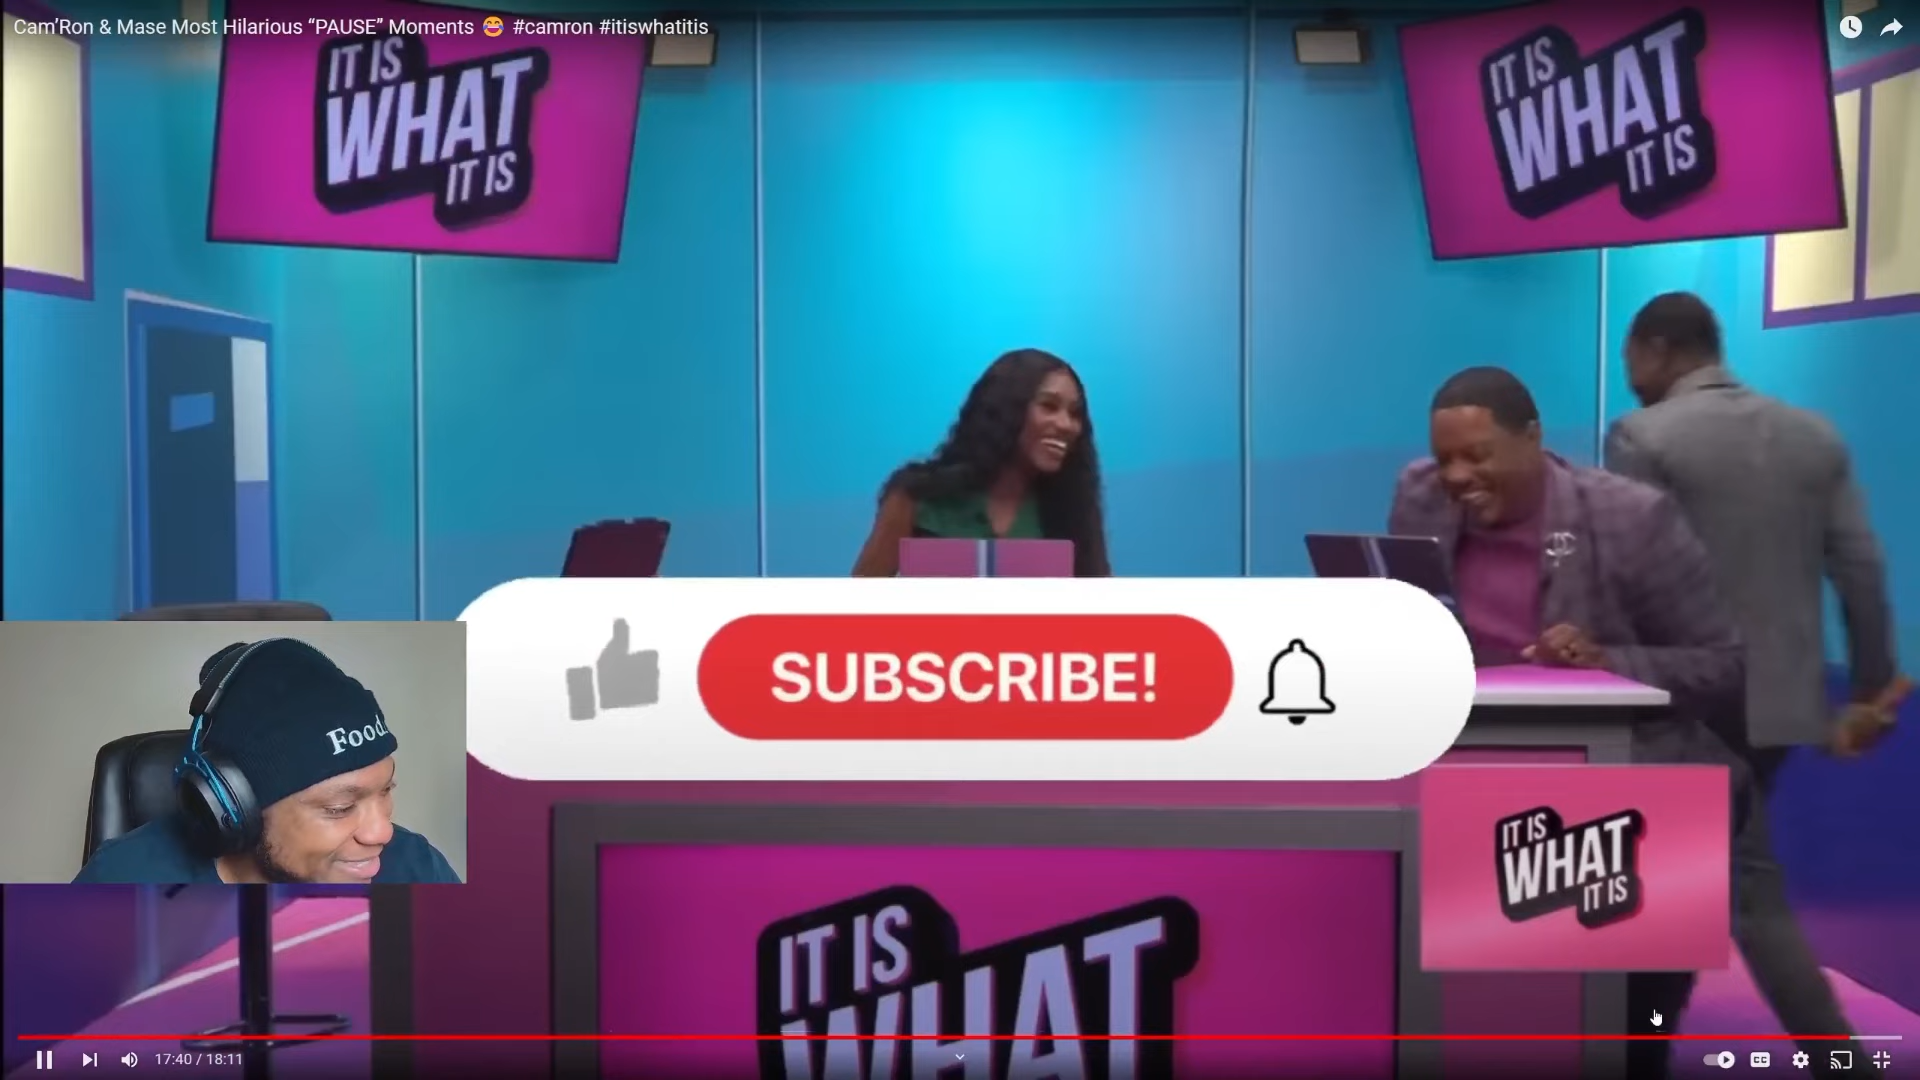 Cam’Ron & Mase Most Hilarious “PAUSE” Moments 😂 #camron #itiswhatitis
IT IS
WHAT
IT IS
IT IS
WHAT
IT IS
SUBSCRIBE!
Food.
IT IS
WHAT
IT IS
IT IS
WHAT
17:40 / 18:11
CC